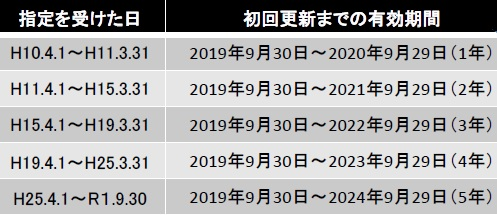 指定を受けた日 初回更新までの有効期間
H10.4.1～H11.3.31 2019年9月30日～2020年9月29日(1年)
H11.4.1～H15.3.31 2019年9月30日～2021年9月29日(2年)
H15.4.1～H19.3.31 2019年9月30日～2022年9月29日(3年)
H19.4.1～H25.3.31 2019年9月30日～2023年9月29日(4年)
H25.4.1～R1.9.30 2019年9月30日～2024年9月29日(5年)